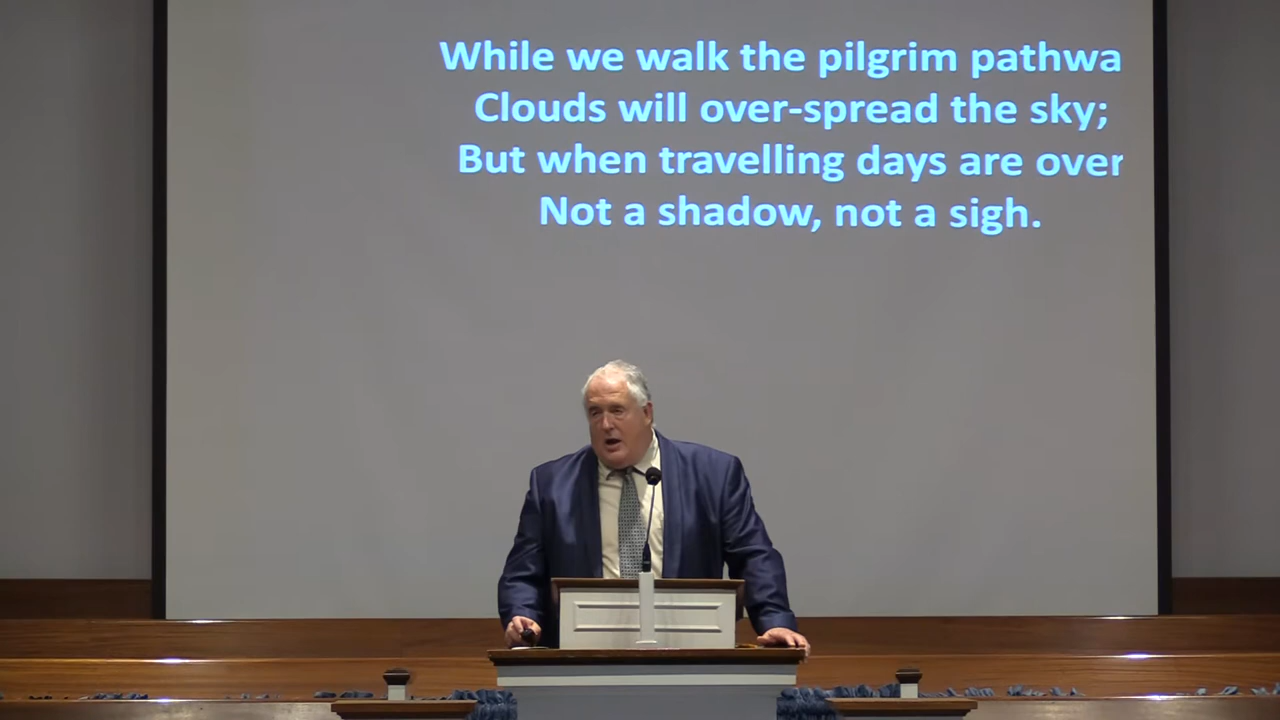 While we walk the pilgrim pathwa
Clouds will over-spread the sky;
But when travelling days are over
Not a shadow, not a sigh.